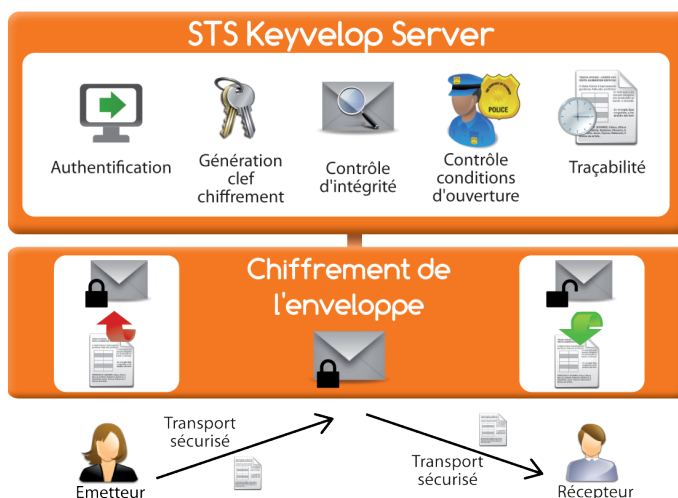 STS Keyvelop Server
POLICE
Authentification
Génération
clef
chiffrement
Contrôle
d'intégrité
Contrôle
conditions
d'ouverture
Traçabilité
Chiffrement de
l'enveloppe
Transport
sécurisé
Transport
sécurisé
Emetteur
Récepteur